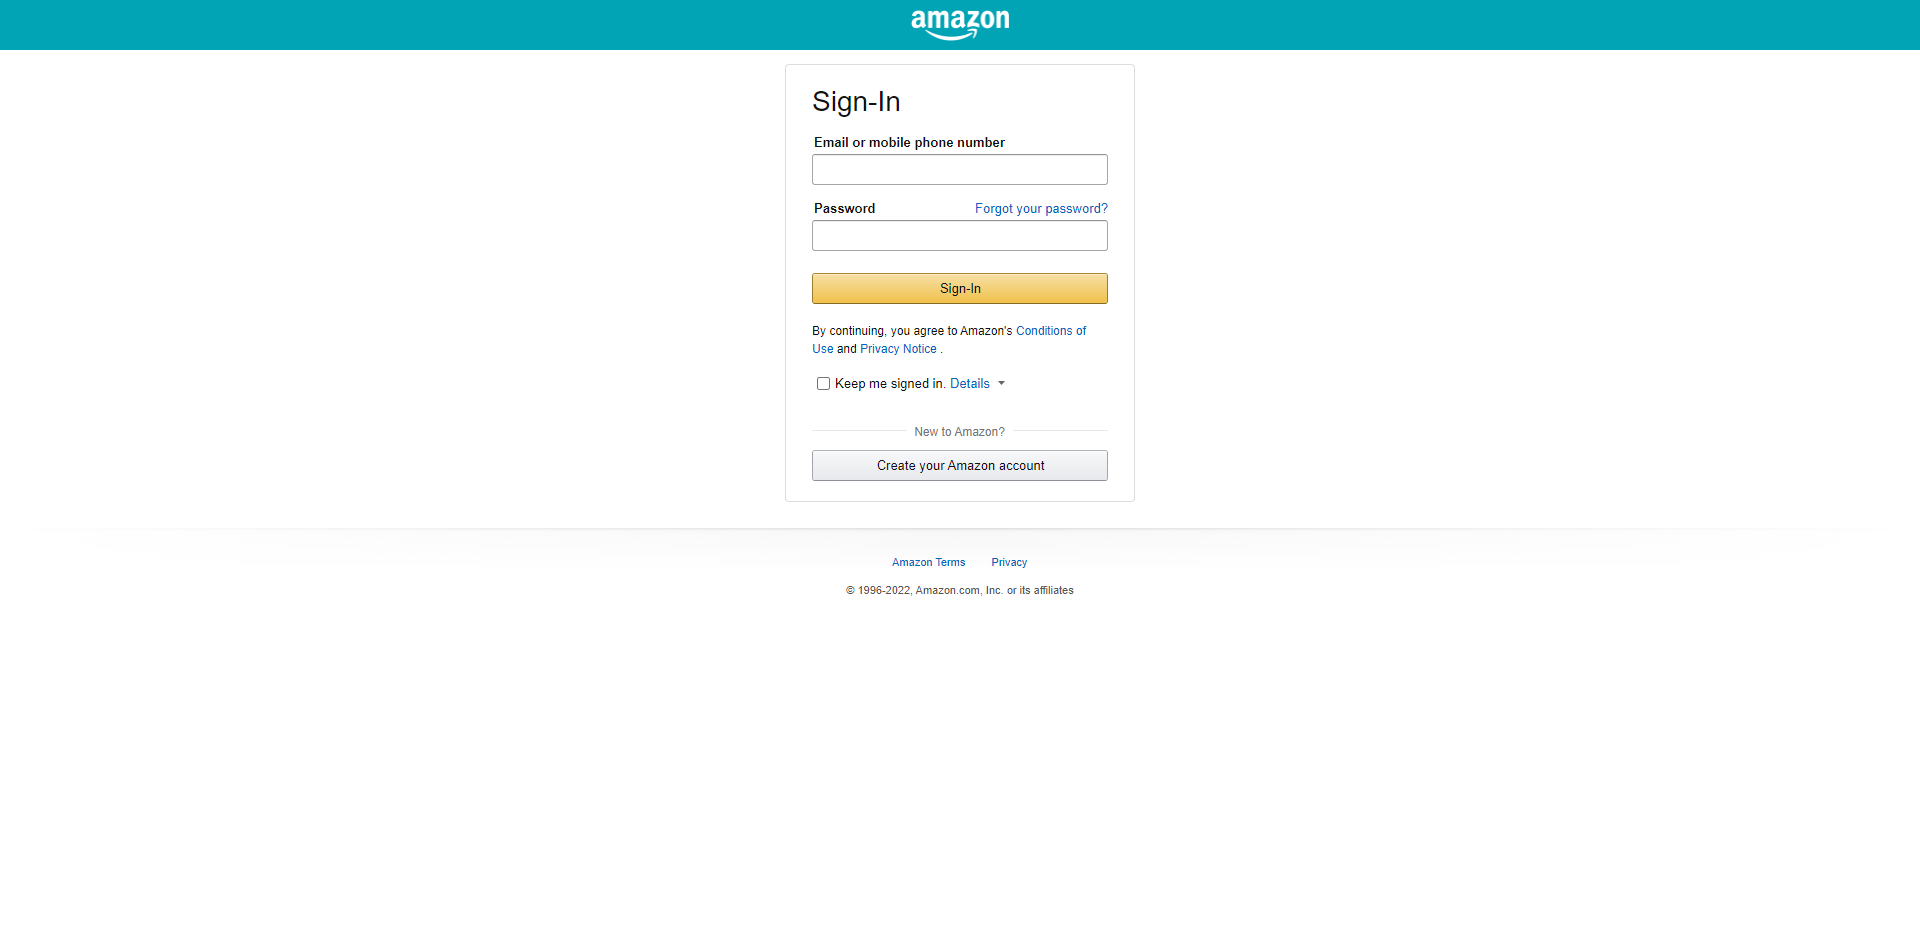 amazon
Sign-In
Email or mobile phone number
Password Forgot your password?
Sign-In
By continuing, you agree to Amazon's Conditions of
Use and Privacy Notice .
Keep me signed in. Details
New to Amazon?
Create your Amazon account
Amazon Terms Privacy
© 1996-2022, Amazon.com, Inc. or its affiliates